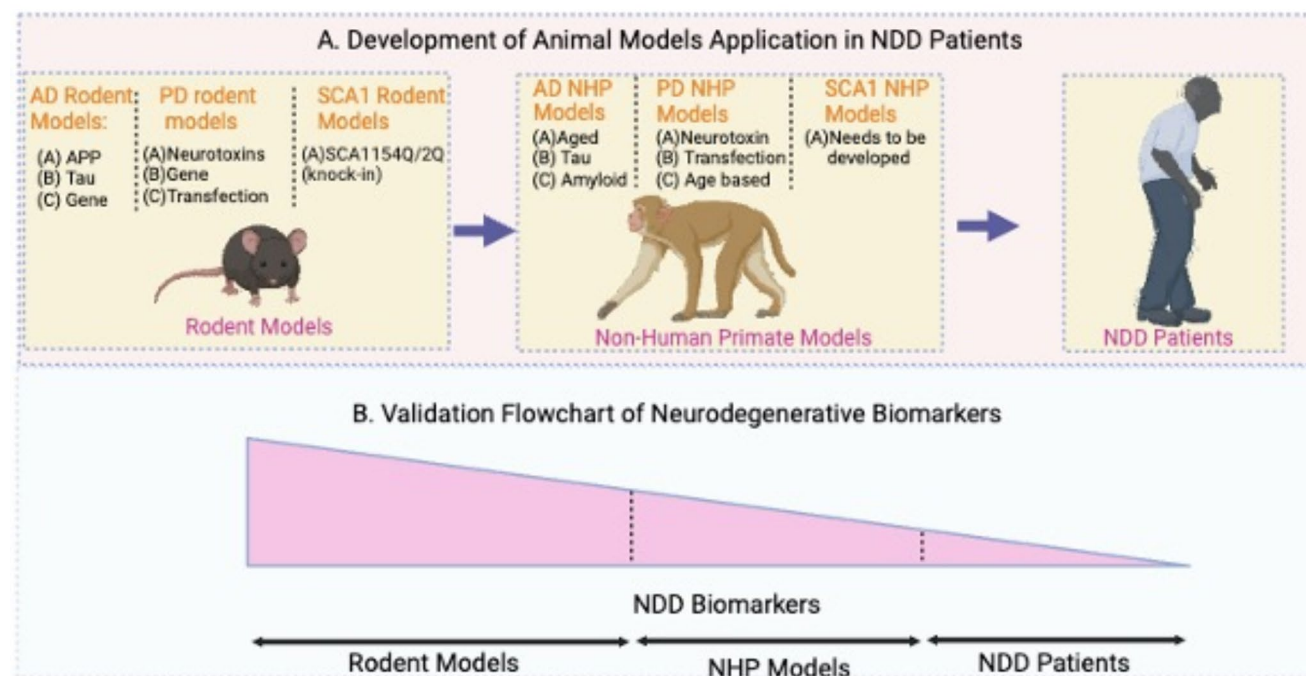 A. Development of Animal Models Application in NDD Patients
AD Rodent
Models:
(A) APP
(B) Tau
(C) Gene
PD rodent
models
(A)Neurotoxins
(B)Gene
(C)Transfection
SCA1 Rodent
Models
(A)SCA1154Q/2Q
(knock-in)
Rodent Models
AD NHP
Models
(A)Aged
(B) Tau
(C) Amyloid
PD NHP
Models
(A)Neurotoxin
(B) Transfection
(C) Age based
SCA1 NHP
Models
(A)Needs to be
developed
Non-Human Primate Models
NDD Patients
B. Validation Flowchart of Neurodegenerative Biomarkers
NDD Biomarkers
Rodent Models
NHP Models
NDD Patients